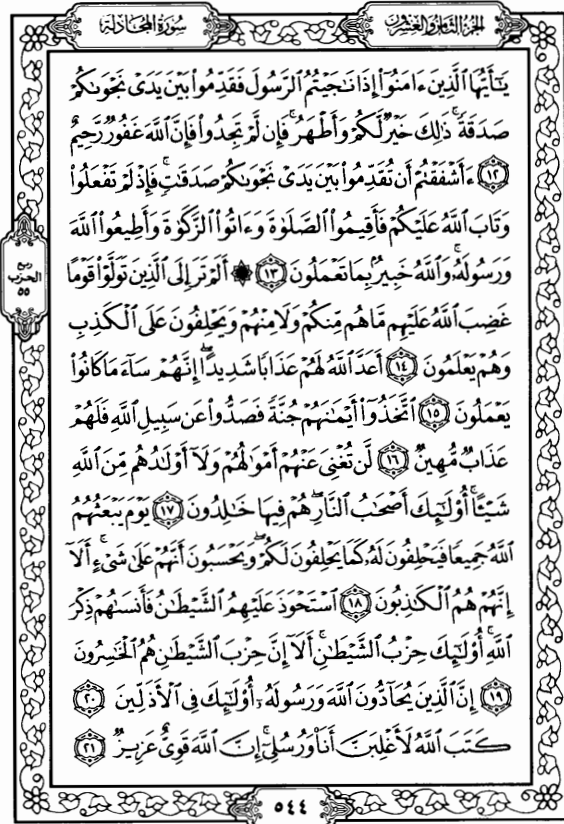 الجزء الثامن والعشرون
سورة المجادلة
يَٰٓأَيُّهَا ٱلَّذِينَ ءَامَنُوٓاْ إِذَا نَٰجَيْتُمُ ٱلرَّسُولَ فَقَدِّمُواْ بَيْنَ يَدَىْ نَجْوَىٰكُمْ
صَدَقَةً ۚ ذَٰلِكَ خَيْرٌ لَّكُمْ وَأَطْهَرُ ۚ فَإِن لَّمْ تَجِدُواْ فَإِنَّ ٱللَّهَ غَفُورٌ رَّحِيمٌ
١٢ ءَأَشْفَقْتُمْ أَن تُقَدِّمُواْ بَيْنَ يَدَىْ نَجْوَىٰكُمْ صَدَقَٰتٍ ۚ فَإِذْ لَمْ تَفْعَلُواْ
وَتَابَ ٱللَّهُ عَلَيْكُمْ فَأَقِيمُواْ ٱلصَّلَوٰةَ وَءَاتُواْ ٱلزَّكَوٰةَ وَأَطِيعُواْ ٱللَّهَ
وَرَسُولَهُۥ ۚ وَٱللَّهُ خَبِيرٌۢ بِمَا تَعْمَلُونَ ١٣ ۞ أَلَمْ تَرَ إِلَى ٱلَّذِينَ تَوَلَّوْاْ قَوْمًا
غَضِبَ ٱللَّهُ عَلَيْهِم مَّا هُم مِّنكُمْ وَلَا مِنْهُمْ وَيَحْلِفُونَ عَلَى ٱلْكَذِبِ
وَهُمْ يَعْلَمُونَ ١٤ أَعَدَّ ٱللَّهُ لَهُمْ عَذَابًا شَدِيدًا ۖ إِنَّهُمْ سَآءَ مَا كَانُواْ
يَعْمَلُونَ ١٥ ٱتَّخَذُوٓاْ أَيْمَٰنَهُمْ جُنَّةً فَصَدُّواْ عَن سَبِيلِ ٱللَّهِ فَلَهُمْ
عَذَابٌ مُّهِينٌ ١٦ لَّن تُغْنِىَ عَنْهُمْ أَمْوَٰلُهُمْ وَلَآ أَوْلَٰدُهُم مِّنَ ٱللَّهِ
شَيْـًٔا ۚ أُوْلَٰٓئِكَ أَصْحَٰبُ ٱلنَّارِ ۖ هُمْ فِيهَا خَٰلِدُونَ ١٧ يَوْمَ يَبْعَثُهُمُ
ٱللَّهُ جَمِيعًا فَيَحْلِفُونَ لَهُۥ كَمَا يَحْلِفُونَ لَكُمْ ۖ وَيَحْسَبُونَ أَنَّهُمْ عَلَىٰ شَىْءٍ ۚ أَلَآ
إِنَّهُمْ هُمُ ٱلْكَٰذِبُونَ ١٨ ٱسْتَحْوَذَ عَلَيْهِمُ ٱلشَّيْطَٰنُ فَأَنسَىٰهُمْ ذِكْرَ
ٱللَّهِ ۚ أُوْلَٰٓئِكَ حِزْبُ ٱلشَّيْطَٰنِ ۚ أَلَآ إِنَّ حِزْبَ ٱلشَّيْطَٰنِ هُمُ ٱلْخَٰسِرُونَ
١٩ إِنَّ ٱلَّذِينَ يُحَآدُّونَ ٱللَّهَ وَرَسُولَهُۥٓ أُوْلَٰٓئِكَ فِى ٱلْأَذَلِّينَ ٢٠
كَتَبَ ٱللَّهُ لَأَغْلِبَنَّ أَنَا۠ وَرُسُلِىٓ ۚ إِنَّ ٱللَّهَ قَوِىٌّ عَزِيزٌ ٢١
ربع
الحزب
٥٥
٥٤٤